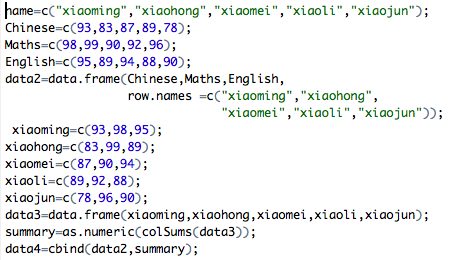 name=c("xiaoming","xiaohong","xiaomei","xiaoli","xiaojun");
Chinese=c(93,83,87,89,78);
Maths=c(98,99,90,92,96);
English=c(95,89,94,88,90);
data2=data.frame(Chinese,Maths,English,
                 row.names =c("xiaoming","xiaohong",
                              "xiaomei","xiaoli","xiaojun"));
 xiaoming=c(93,98,95);
xiaohong=c(83,99,89);
xiaomei=c(87,90,94);
xiaoli=c(89,92,88);
xiaojun=c(78,96,90);
data3=data.frame(xiaoming,xiaohong,xiaomei,xiaoli,xiaojun);
summary=as.numeric(colSums(data3));
data4=cbind(data2,summary);